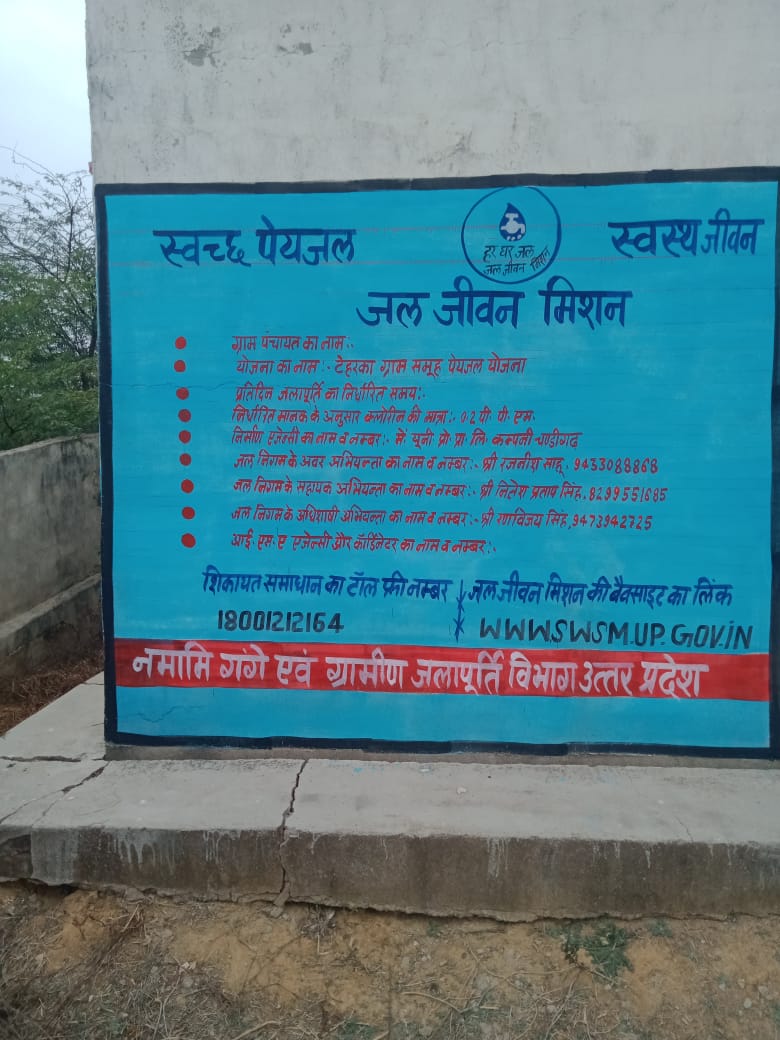 स्वच्छ पेयजल
हर घर जल
जल जीवन मिशन
स्वस्थ जीवन
जल जीवन मिशन
ग्राम पंचायत का नाम:-
योजना का नाम :- टेहरका ग्राम समूह पेयजल योजना
प्रतिदिन जलापूर्ति का निर्धारित समय:-
निर्धारित मानक के अनुसार क्लोरीन की मात्रा:- 0.2 पी. पी. एम.
निर्माण एजेन्सी का नाम व नम्बर:- मे. यूनी प्रो. प्रा. लि. कम्पनी चण्डीगढ़
जल निगम के अवर अभियन्ता का नाम व नम्बर:- श्री रजनीश साहू. 9433088868
जल निगम के सहायक अभियन्ता का नाम व नम्बर:- श्री नितेश प्रताप सिंह. 8299551685
जल निगम के अधिशाषी अभियन्ता का नाम व नम्बर:- श्री रणविजय सिंह, 9473942725
आई. एस. ए एजेन्सी और कॉर्डिनेटर का नाम व नम्बर:-
शिकायत समाधान का टॉल फ्री नम्बर
18001212164
जल जीवन मिशन की वैबसाइट का लिंक
WWW.SWSM.UP.GOV.IN
नमामि गंगे एवं ग्रामीण जलापूर्ति विभाग उत्तर प्रदेश